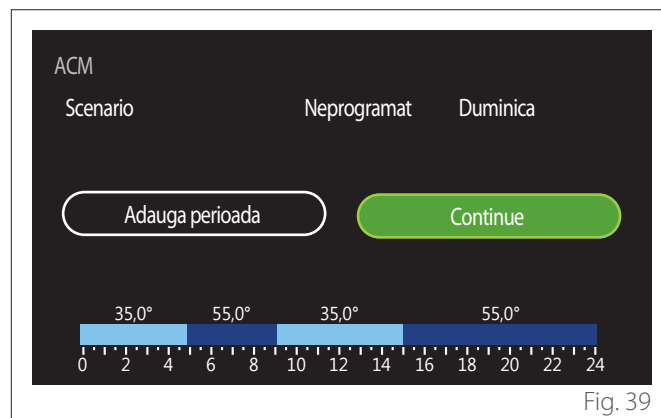 ACM
Scenario Neprogramat Duminica
Adauga perioada Continue
35,0° 55,0° 35,0° 55,0°
0 2 4 6 8 10 12 14 16 18 20 22 24
Fig. 39